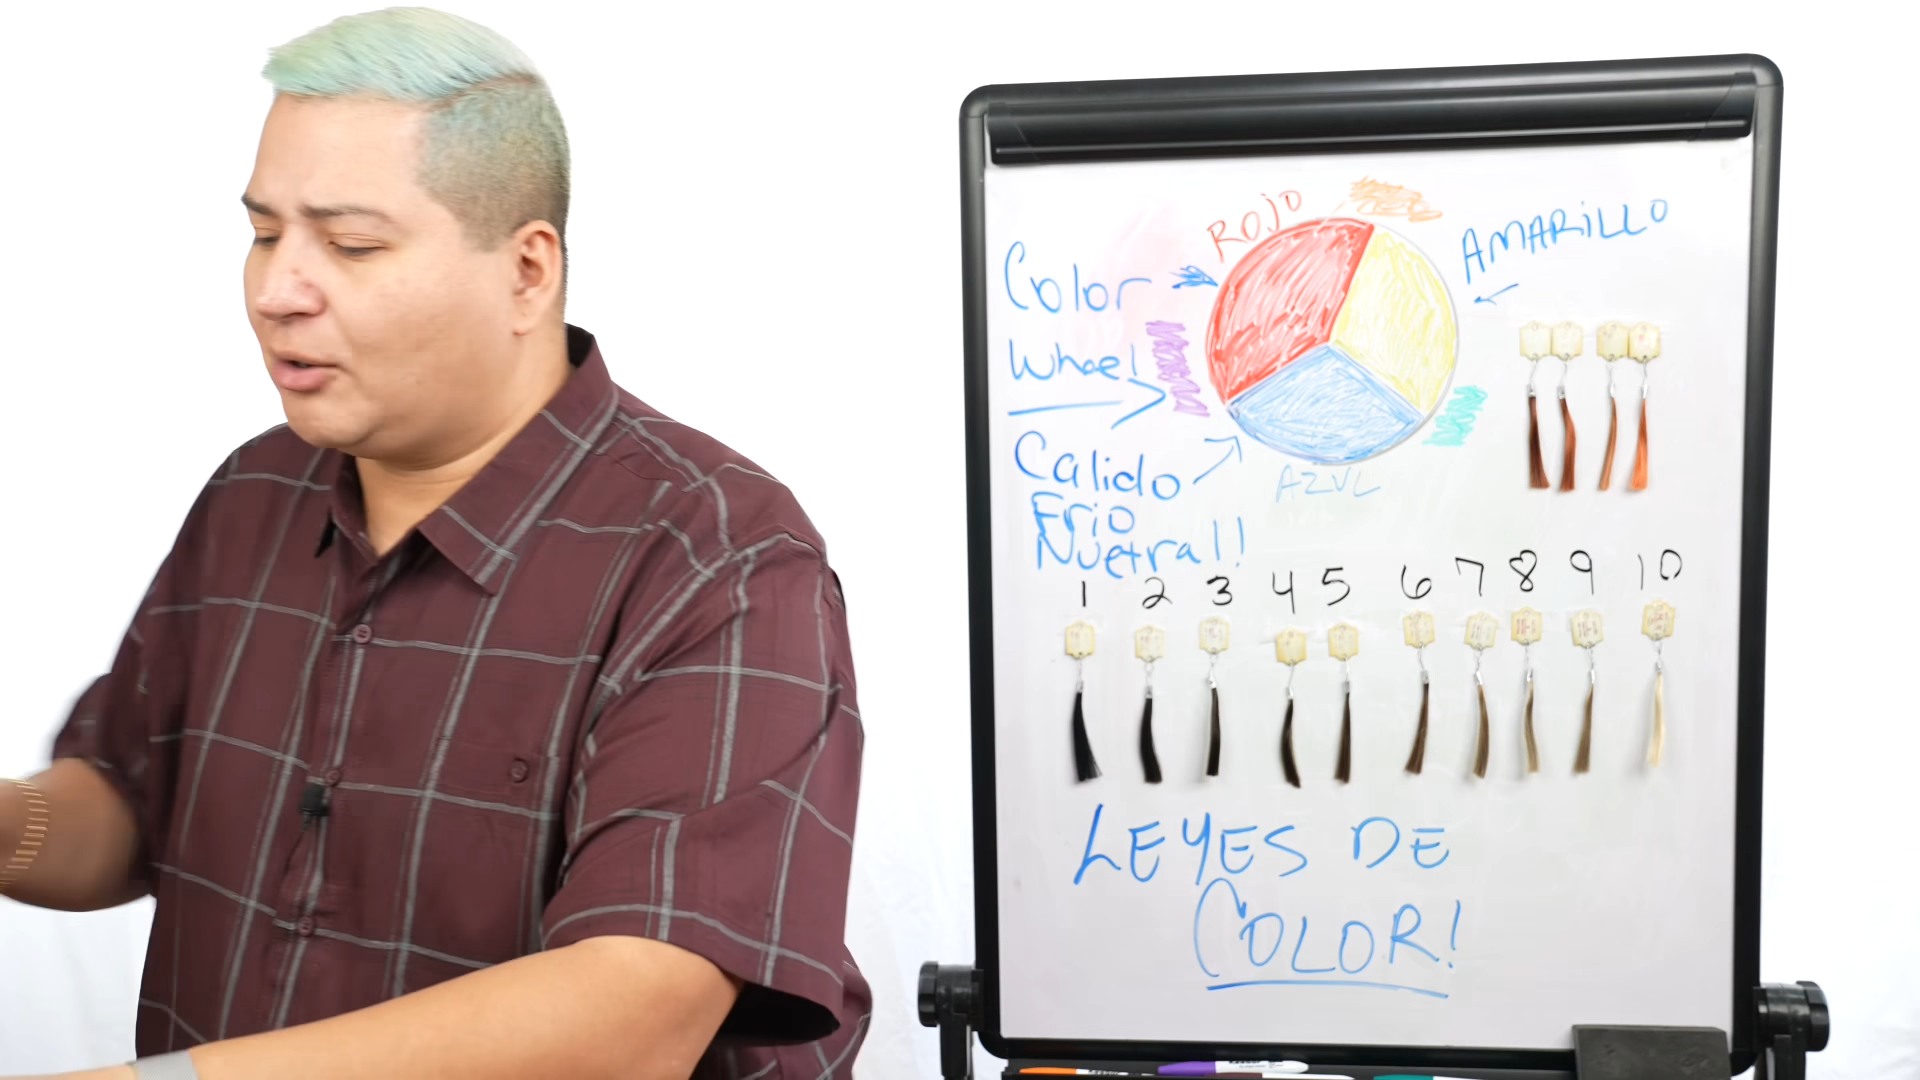 ROJO
AMARILLO
Color
Wheel
Calido
Frio
Nuetral!!
AZUL
1 2 3 4 5 6 7 8 9 10
LEYES DE
COLOR!